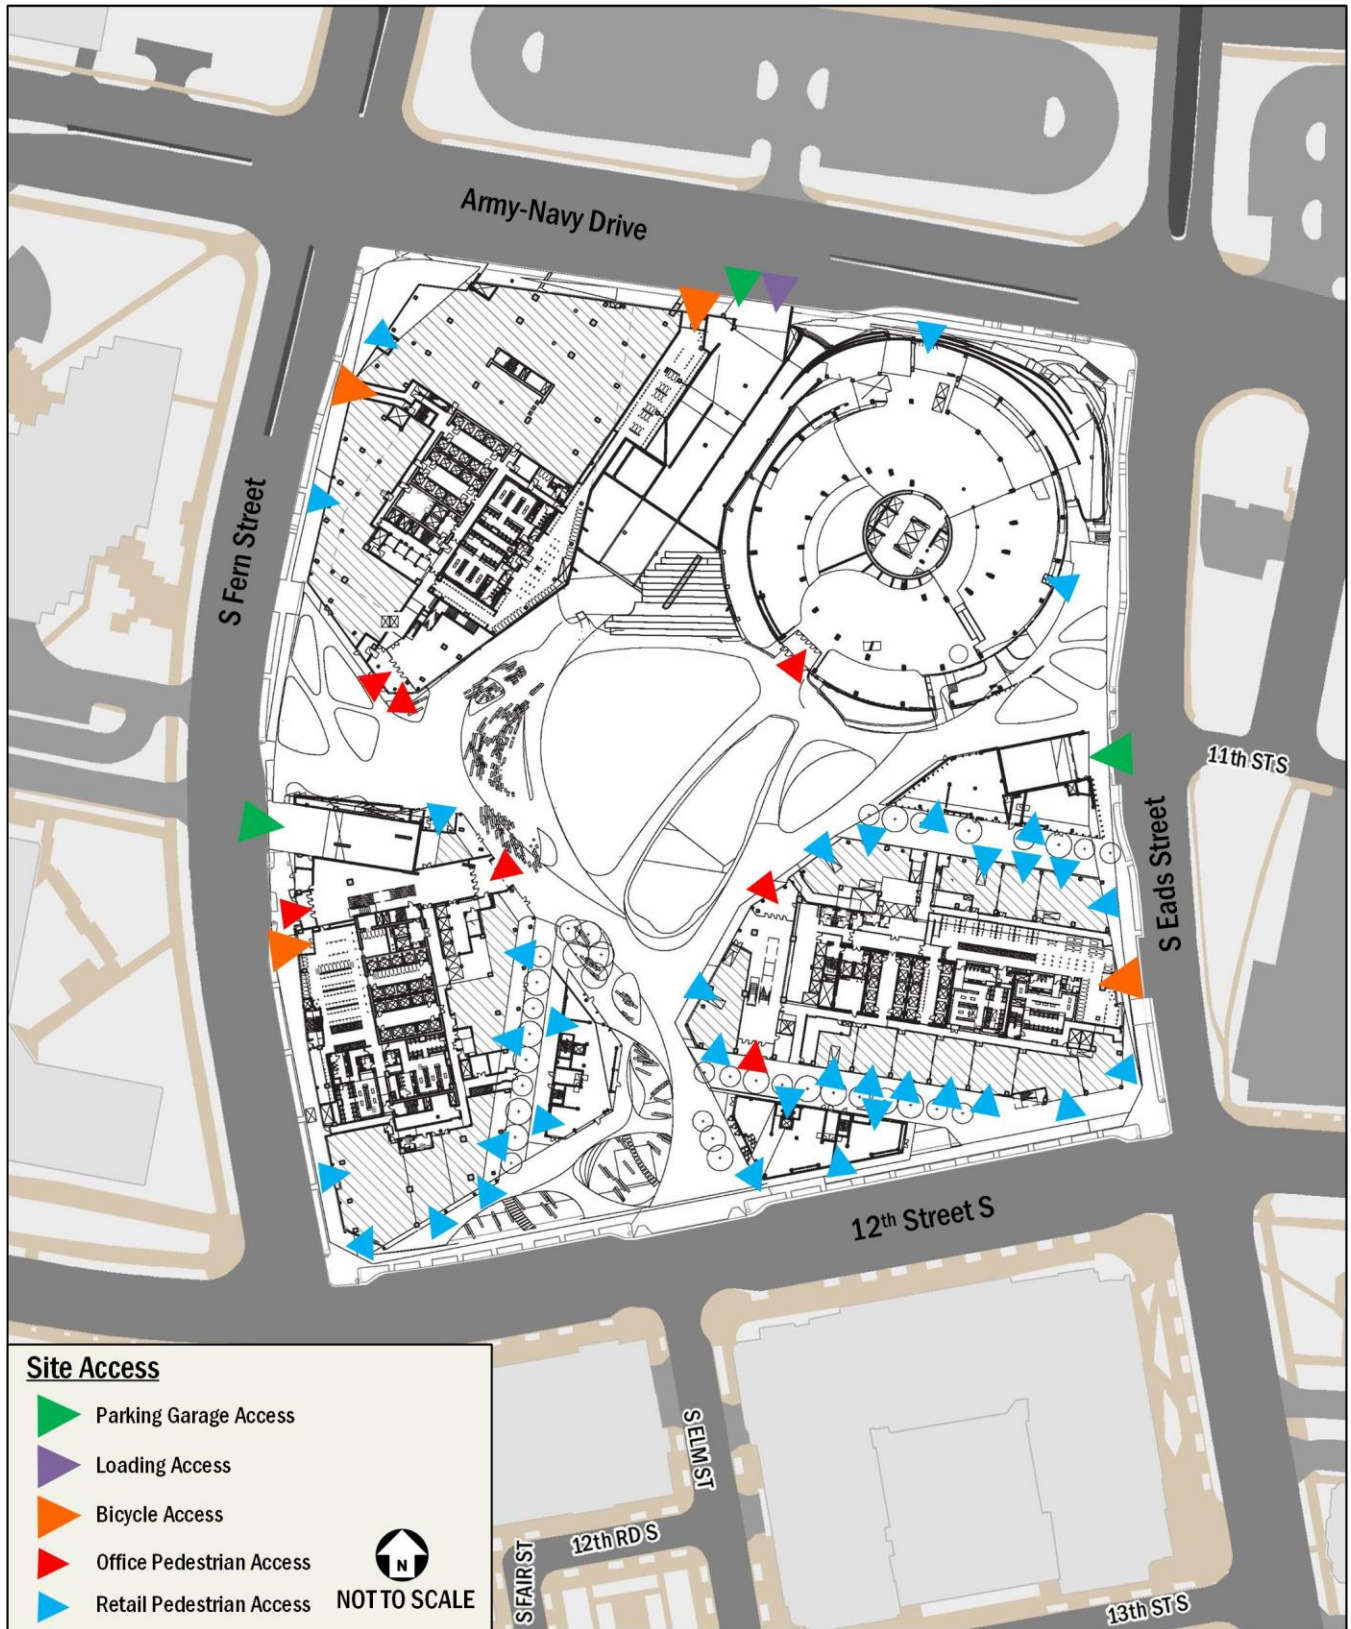 Army-Navy Drive
S Fern Street
11th ST S
S Eads Street
12th Street S
Site Access
Parking Garage Access
Loading Access
Bicycle Access
Office Pedestrian Access
Retail Pedestrian Access
N
NOT TO SCALE
S ELM ST
12th RD S
S FAIR ST
13th ST S